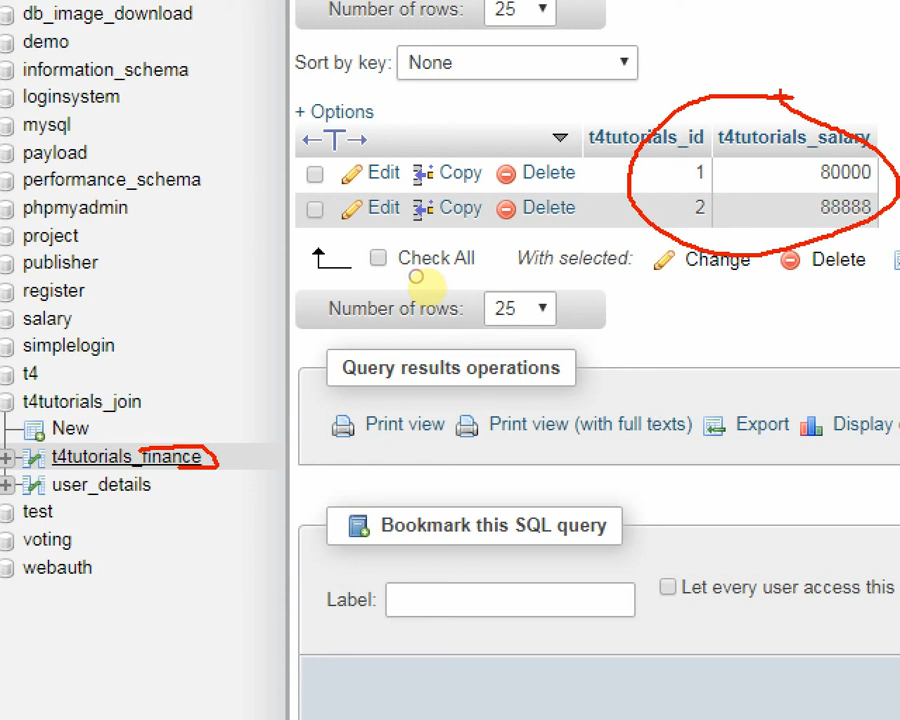 db_image_download
demo
information_schema
loginsystem
mysql
payload
performance_schema
phpmyadmin
project
publisher
register
salary
simplelogin
t4
t4tutorials_join
New
t4tutorials_finance
user_details
test
voting
webauth
Number of rows: 25
Sort by key: None
+ Options
←T→ t4tutorials_id t4tutorials_salary
Edit Copy Delete 1 80000
Edit Copy Delete 2 88888
Check All With selected: Change Delete
Number of rows: 25
Query results operations
Print view Print view (with full texts) Export Display
Bookmark this SQL query
Label: Let every user access this